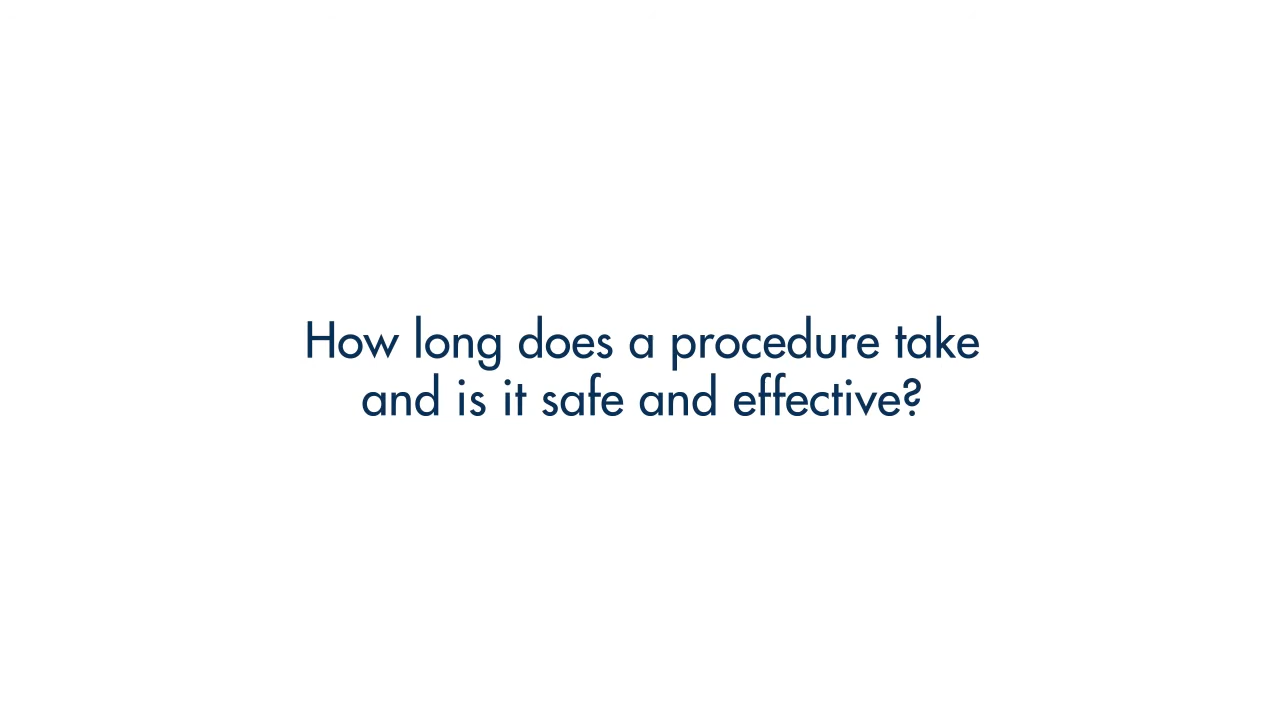 How long does a procedure take
and is it safe and effective?